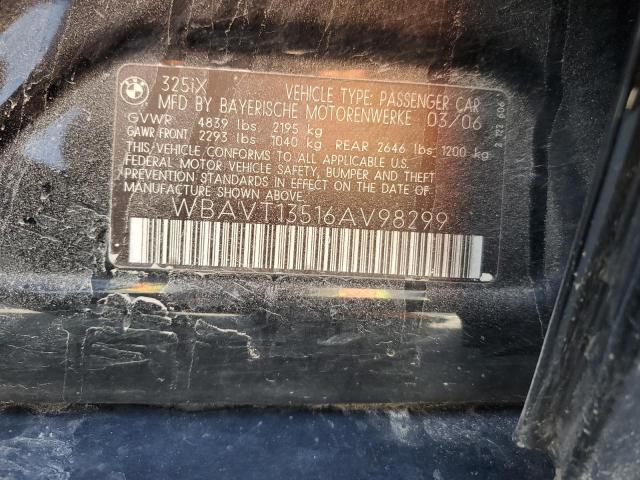 325iX VEHICLE TYPE: PASSENGER CAR
MFD BY BAYERISCHE MOTORENWERKE 03/06
GVWR 4839 lbs 2195 kg
GAWR FRONT 2293 lbs 1040 kg REAR 2646 lbs 1200 kg
THIS VEHICLE CONFORMS TO ALL APPLICABLE U.S.
FEDERAL MOTOR VEHICLE SAFETY, BUMPER AND THEFT
PREVENTION STANDARDS IN EFFECT ON THE DATE OF
MANUFACTURE SHOWN ABOVE.
WBAVT13516AV98299